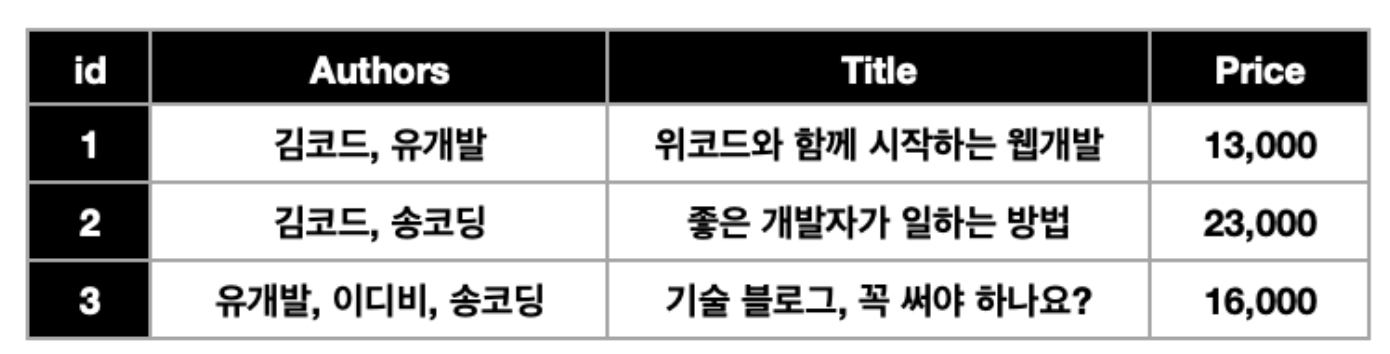 id Authors Title Price
1 김코드, 유개발 위코드와 함께 시작하는 웹개발 13,000
2 김코드, 송코딩 좋은 개발자가 일하는 방법 23,000
3 유개발, 이디비, 송코딩 기술 블로그, 꼭 써야 하나요? 16,000